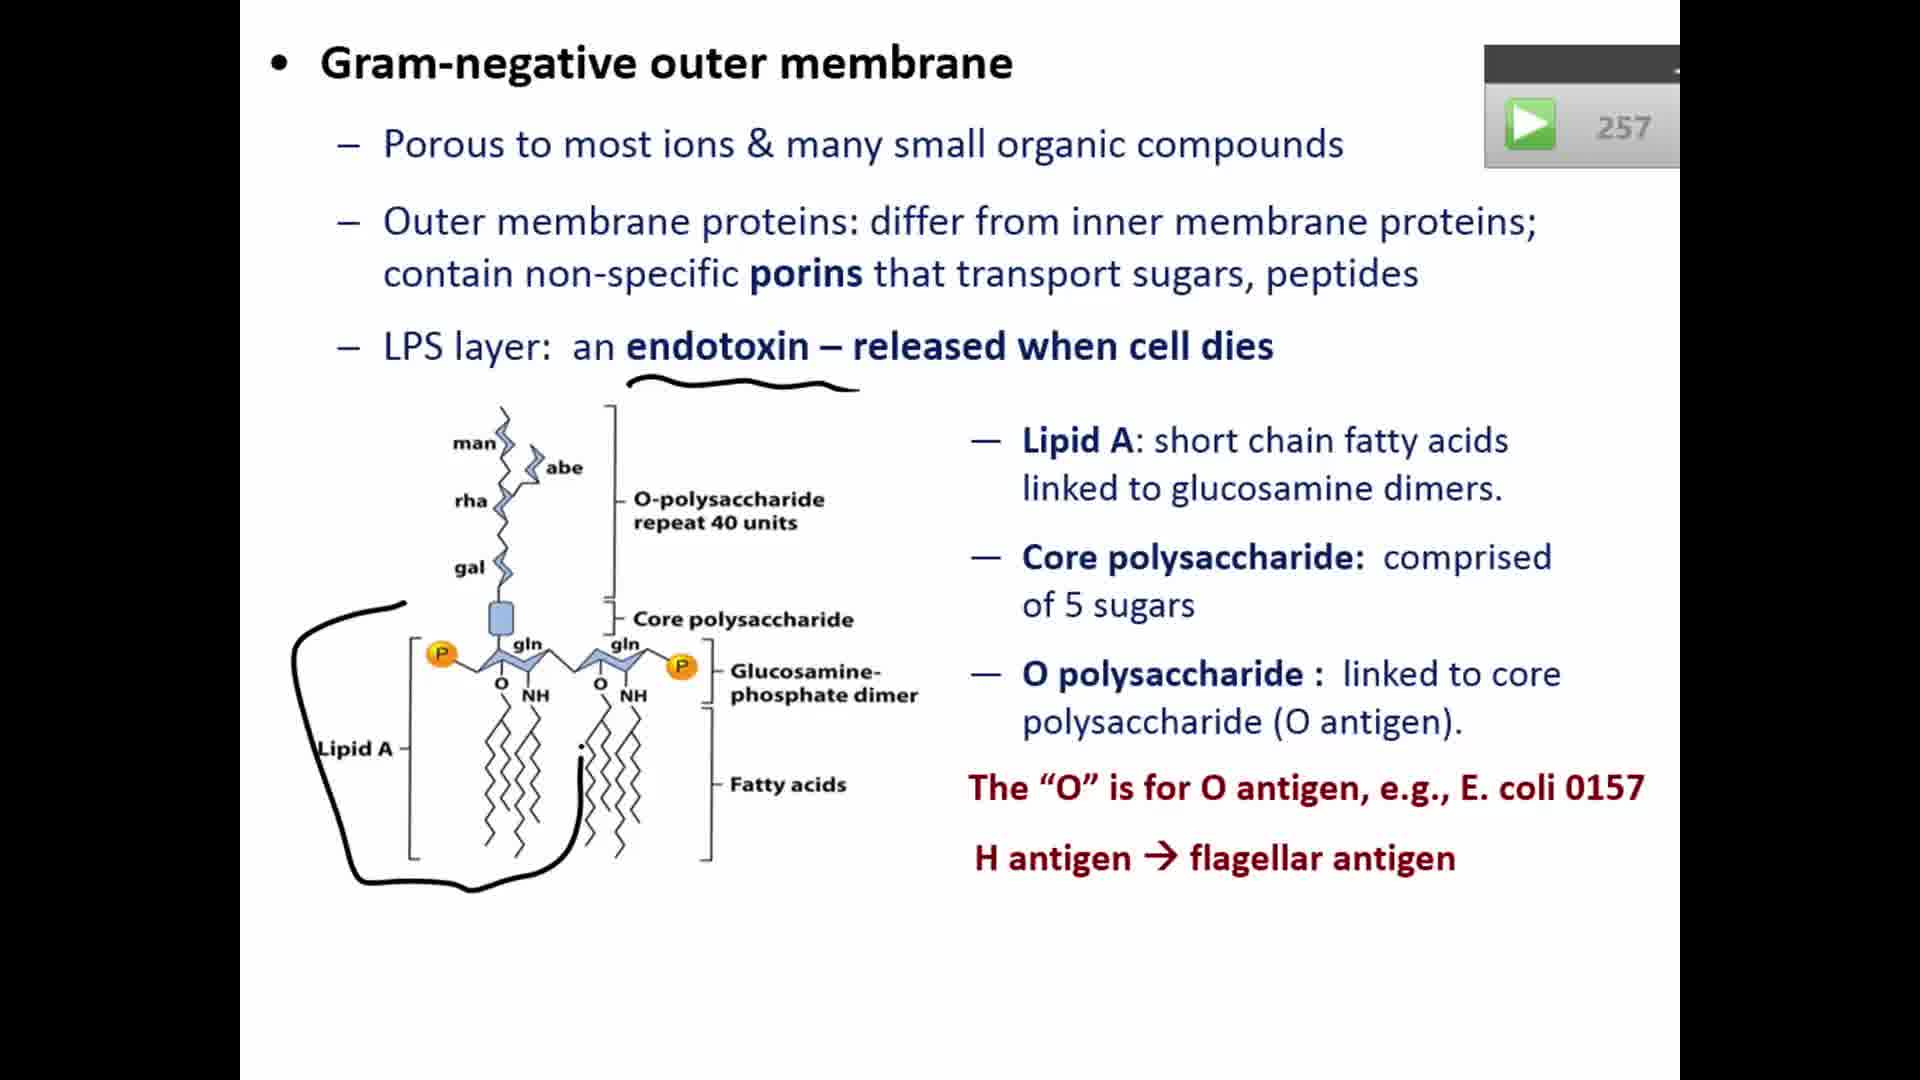 • Gram-negative outer membrane
257
– Porous to most ions & many small organic compounds
– Outer membrane proteins: differ from inner membrane proteins;
contain non-specific porins that transport sugars, peptides
– LPS layer: an endotoxin – released when cell dies
man
abe
rha
gal
O-polysaccharide
repeat 40 units
Core polysaccharide
P
gln
gln
P
O
NH
O
NH
Glucosamine-
phosphate dimer
Lipid A
Fatty acids
— Lipid A: short chain fatty acids
linked to glucosamine dimers.
— Core polysaccharide: comprised
of 5 sugars
— O polysaccharide : linked to core
polysaccharide (O antigen).
The “O” is for O antigen, e.g., E. coli 0157
H antigen → flagellar antigen